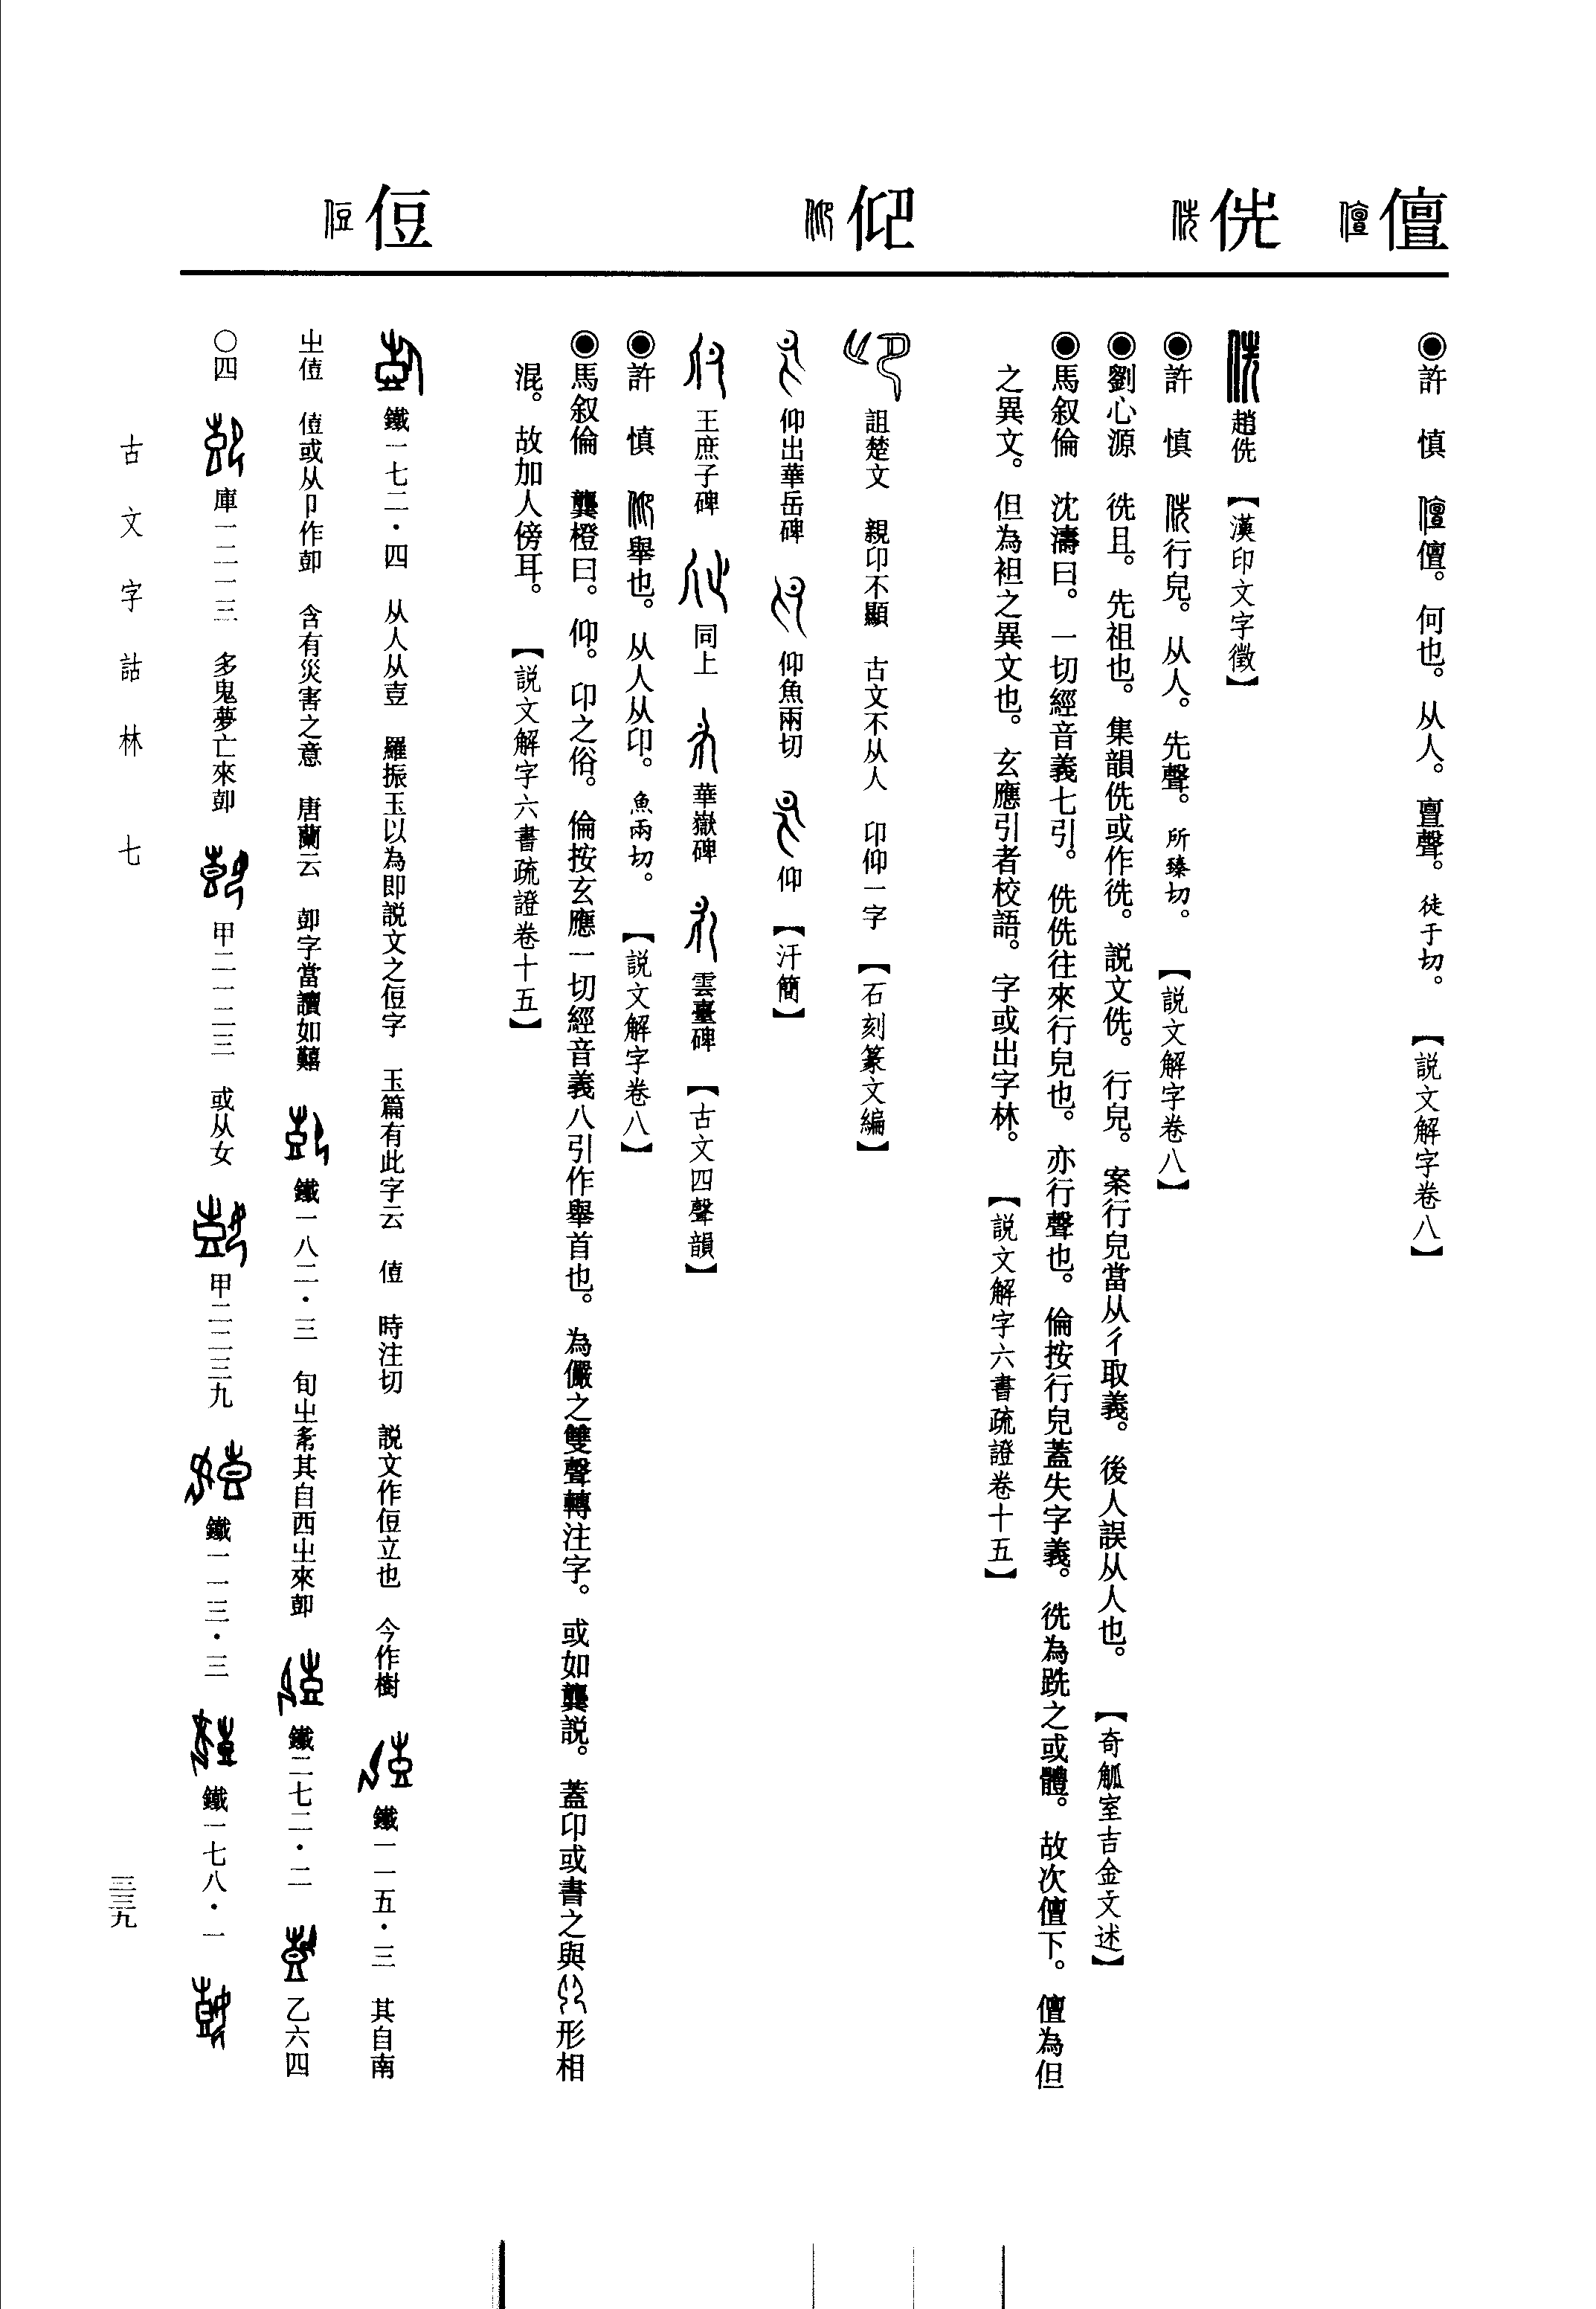 儃
侁
仰
侸
◉許　慎　儃。何也。从人。亶聲。徒于切。【説文解字卷八】
趙侁【漢印文字徵】
◉許　慎　行皃。从人。先聲。所臻切。【説文解字卷八】
◉劉心源　侁且。先祖也。集韻侁或作㣬。説文侁。行皃。案行皃當从彳取義。後人誤从人也。【奇觚室吉金文述】
◉馬叙倫　沈濤曰。一切經音義七引。侁侁往來行皃也。亦行聲也。倫按行皃蓋失字義。侁為跣之或體。故次儃下。儃為但
之異文。但為袒之異文也。玄應引者校語。字或出字林。【説文解字六書疏證卷十五】
詛楚文　親卬不顯　古文不从人　卬仰一字【石刻篆文編】
仰出華岳碑　仰魚兩切　仰【汗簡】
王庶子碑　同上　華嶽碑　雲臺碑【古文四聲韻】
◉許　慎　舉也。从人从卬。魚兩切。【説文解字卷八】
◉馬叙倫　龔橙曰。仰。卬之俗。倫按玄應一切經音義八引作舉首也。為儼之雙聲轉注字。或如龔説。蓋卬或書之與形相
混。故加人傍耳。【説文解字六書疏證卷十五】
鐵一七二・四　从人从壴　羅振玉以為即説文之侸字　玉篇有此字云　偡　時注切　説文作侸立也　今作樹　鐵一一五・三　其自南
㞢偡　偡或从卩作㔑　含有災害之意　唐蘭云　㔑字當讀如囏　鐵一八二・三　旬㞢希其自西㞢來㔑　鐵二七二・二　乙六四
〇四　庫一二一三　多鬼夢亡來㔑　甲二一二三　或从女　甲二二三九　鐵一一三・三　鐵一七八・一
古文字詁林　七
三三九